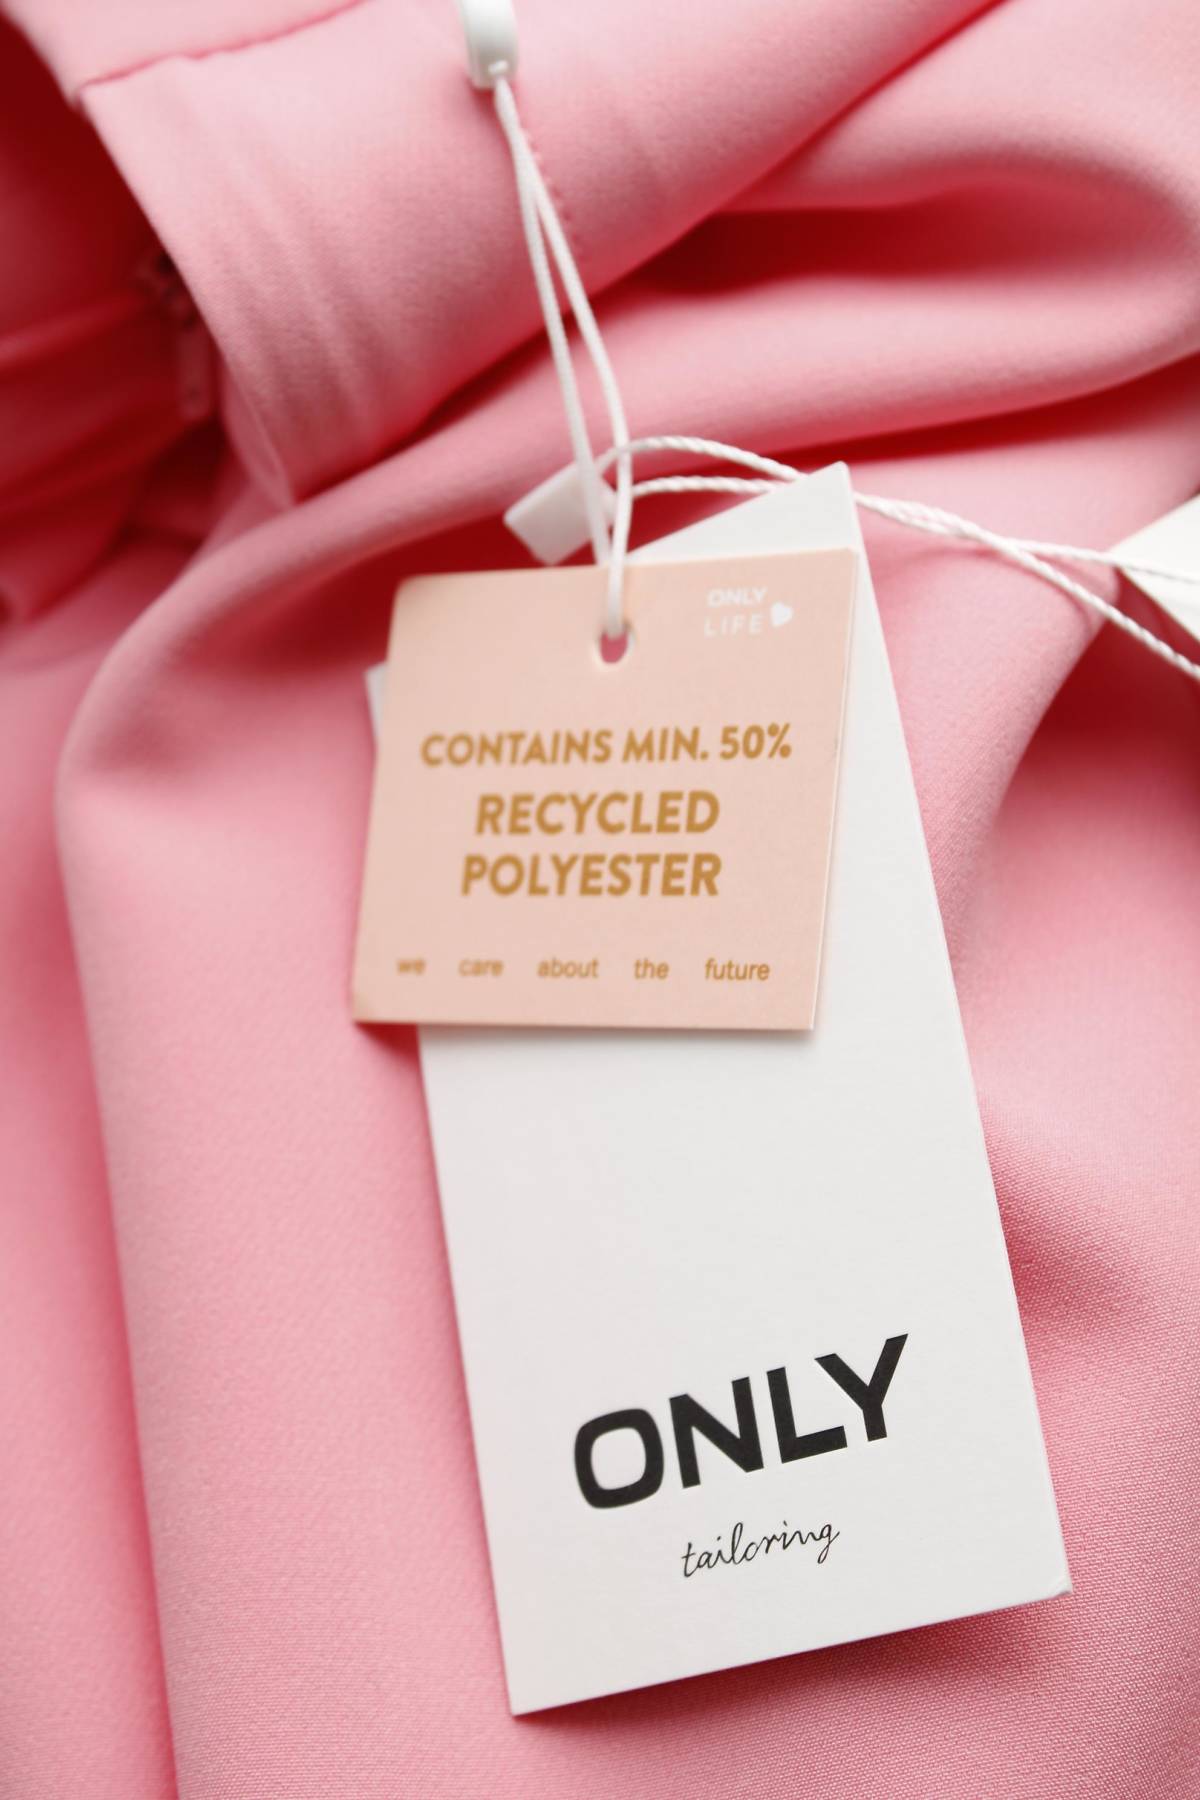 ONLY
LIFE
CONTAINS MIN. 50%
RECYCLED
POLYESTER
we care about the future
ONLY
tailoring